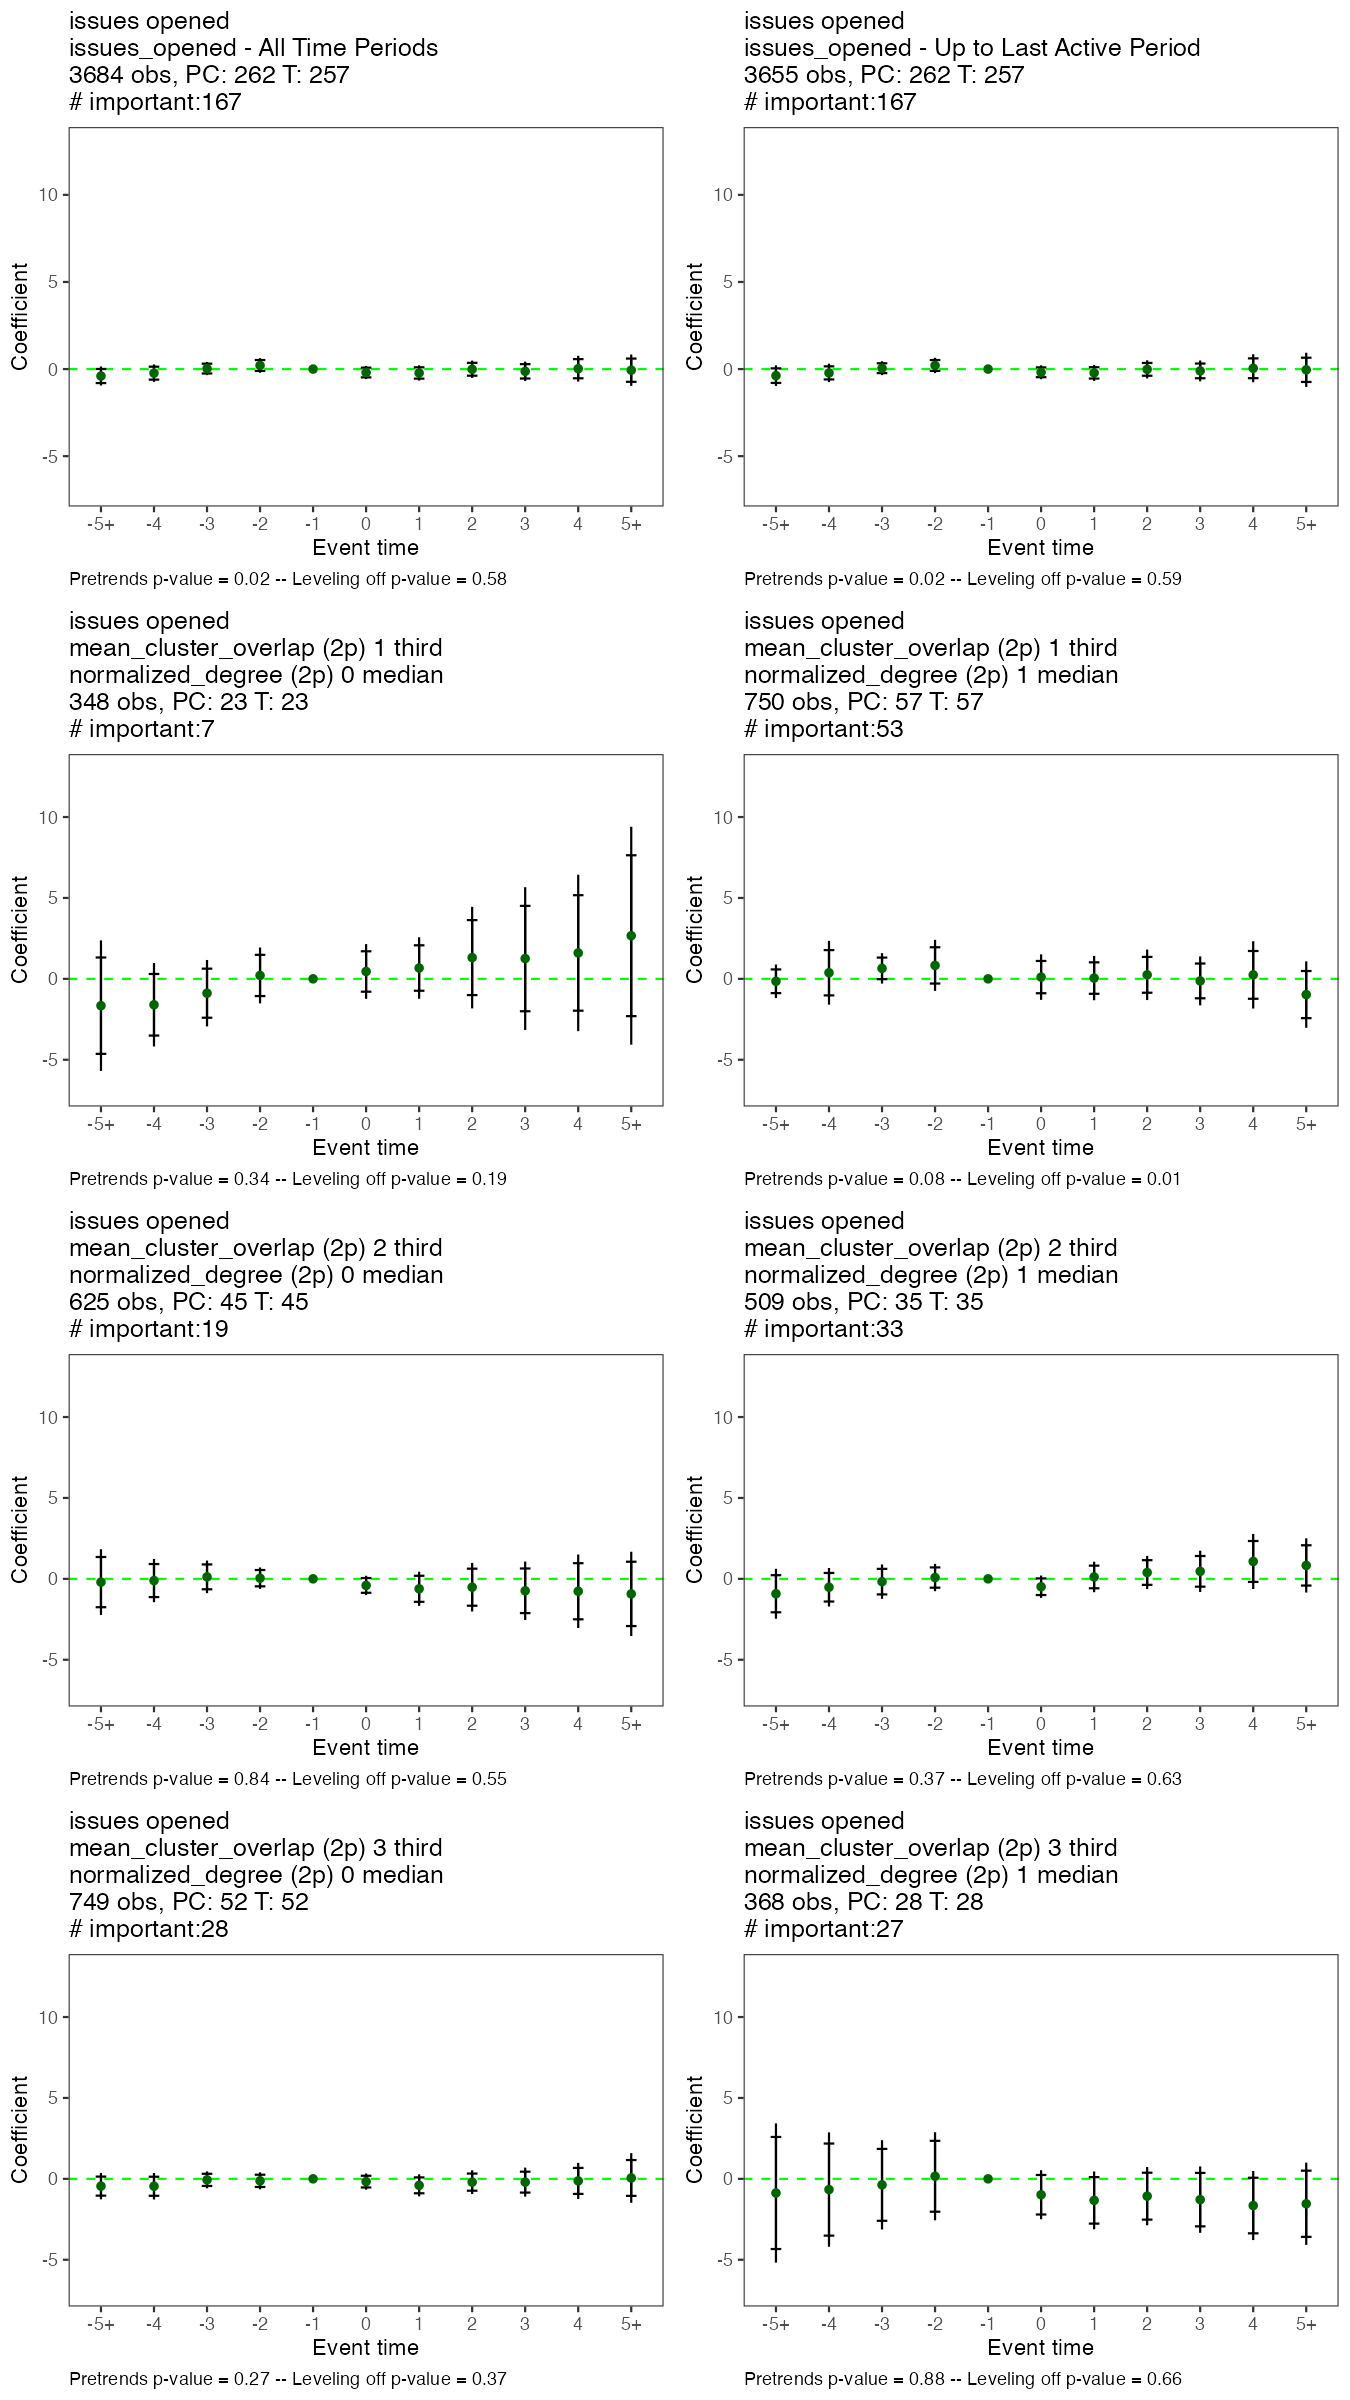 issues opened
issues_opened - All Time Periods
3684 obs, PC: 262 T: 257
# important:167
Coefficient
10
5
0
-5
-5+ -4 -3 -2 -1 0 1 2 3 4 5+
Event time
Pretrends p-value = 0.02 -- Leveling off p-value = 0.58
issues opened
issues_opened - Up to Last Active Period
3655 obs, PC: 262 T: 257
# important:167
Coefficient
10
5
0
-5
-5+ -4 -3 -2 -1 0 1 2 3 4 5+
Event time
Pretrends p-value = 0.02 -- Leveling off p-value = 0.59
issues opened
mean_cluster_overlap (2p) 1 third
normalized_degree (2p) 0 median
348 obs, PC: 23 T: 23
# important:7
Coefficient
10
5
0
-5
-5+ -4 -3 -2 -1 0 1 2 3 4 5+
Event time
Pretrends p-value = 0.34 -- Leveling off p-value = 0.19
issues opened
mean_cluster_overlap (2p) 1 third
normalized_degree (2p) 1 median
750 obs, PC: 57 T: 57
# important:53
Coefficient
10
5
0
-5
-5+ -4 -3 -2 -1 0 1 2 3 4 5+
Event time
Pretrends p-value = 0.08 -- Leveling off p-value = 0.01
issues opened
mean_cluster_overlap (2p) 2 third
normalized_degree (2p) 0 median
625 obs, PC: 45 T: 45
# important:19
Coefficient
10
5
0
-5
-5+ -4 -3 -2 -1 0 1 2 3 4 5+
Event time
Pretrends p-value = 0.84 -- Leveling off p-value = 0.55
issues opened
mean_cluster_overlap (2p) 2 third
normalized_degree (2p) 1 median
509 obs, PC: 35 T: 35
# important:33
Coefficient
10
5
0
-5
-5+ -4 -3 -2 -1 0 1 2 3 4 5+
Event time
Pretrends p-value = 0.37 -- Leveling off p-value = 0.63
issues opened
mean_cluster_overlap (2p) 3 third
normalized_degree (2p) 0 median
749 obs, PC: 52 T: 52
# important:28
Coefficient
10
5
0
-5
-5+ -4 -3 -2 -1 0 1 2 3 4 5+
Event time
Pretrends p-value = 0.27 -- Leveling off p-value = 0.37
issues opened
mean_cluster_overlap (2p) 3 third
normalized_degree (2p) 1 median
368 obs, PC: 28 T: 28
# important:27
Coefficient
10
5
0
-5
-5+ -4 -3 -2 -1 0 1 2 3 4 5+
Event time
Pretrends p-value = 0.88 -- Leveling off p-value = 0.66